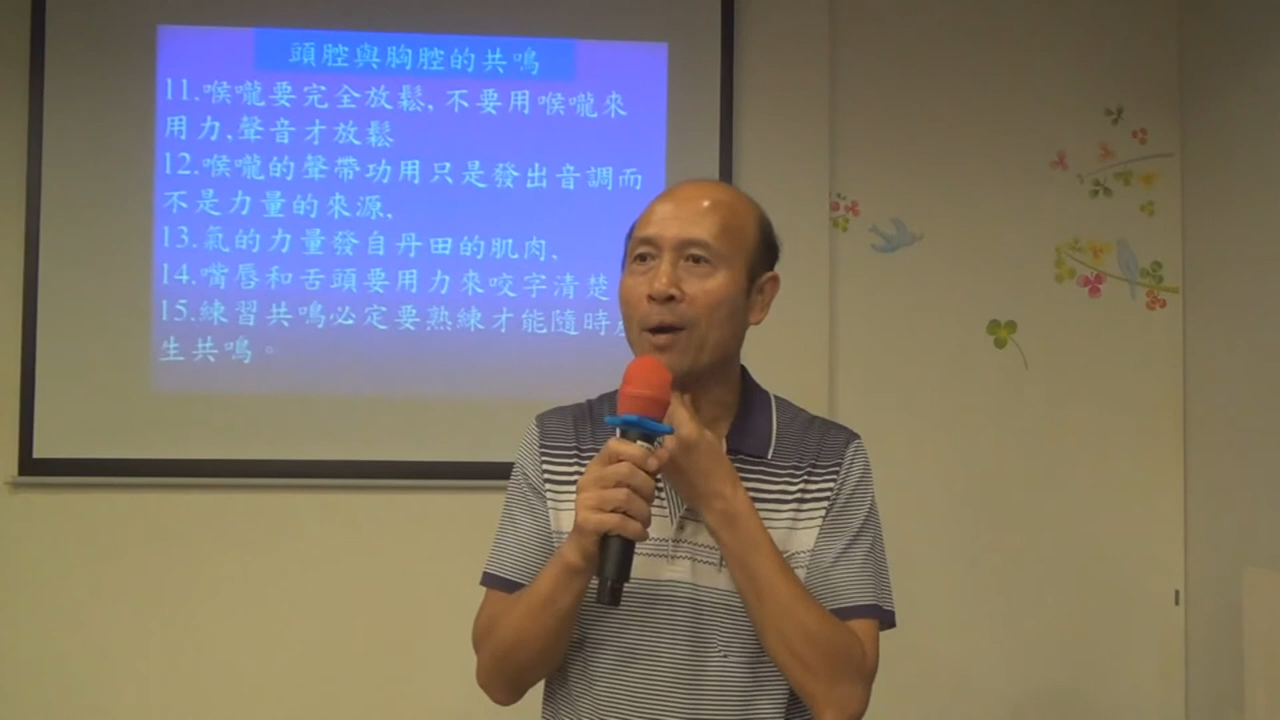 頭腔與胸腔的共鳴
11.喉嚨要完全放鬆,不要用喉嚨來
用力,聲音才放鬆
12.喉嚨的聲帶功用只是發出音調而
不是力量的來源,
13.氣的力量發自丹田的肌肉,
14.嘴唇和舌頭要用力來咬字清楚
15.練習共鳴必定要熟練才能隨時
生共鳴。